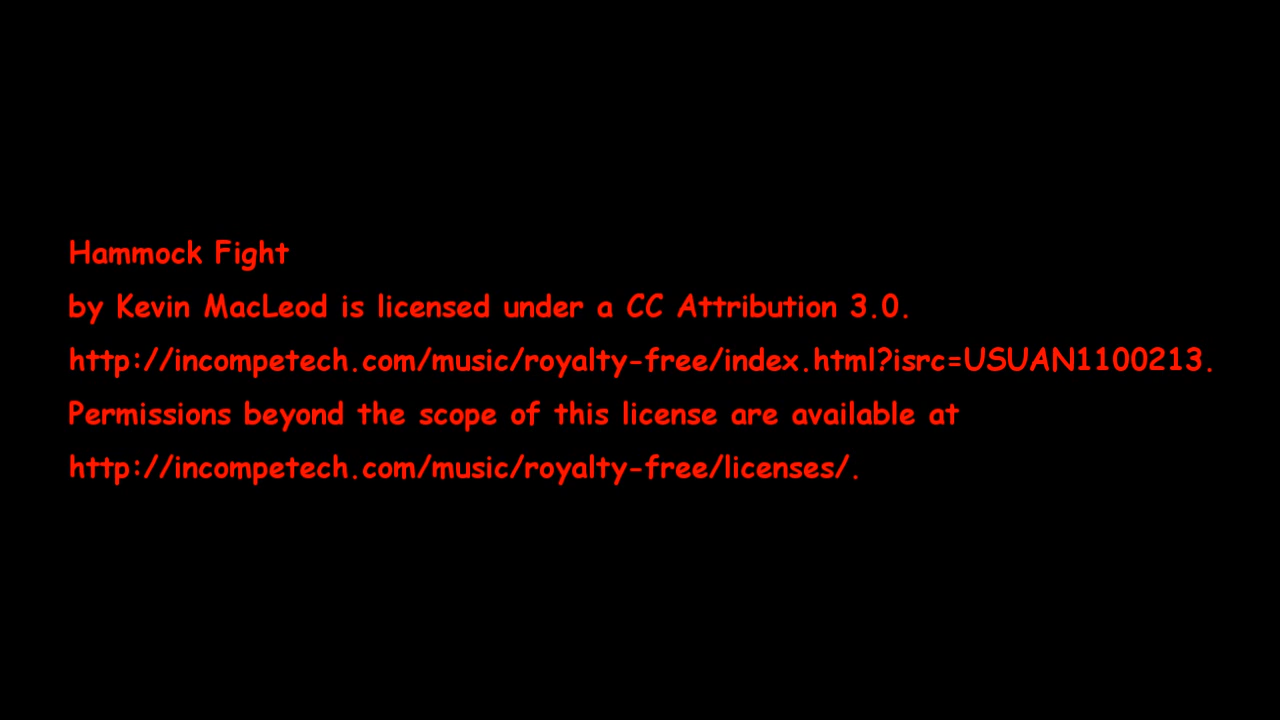 Hammock Fight
by Kevin MacLeod is licensed under a CC Attribution 3.0.
http://incompetech.com/music/royalty-free/index.html?isrc=USUAN1100213.
Permissions beyond the scope of this license are available at
http://incompetech.com/music/royalty-free/licenses/.